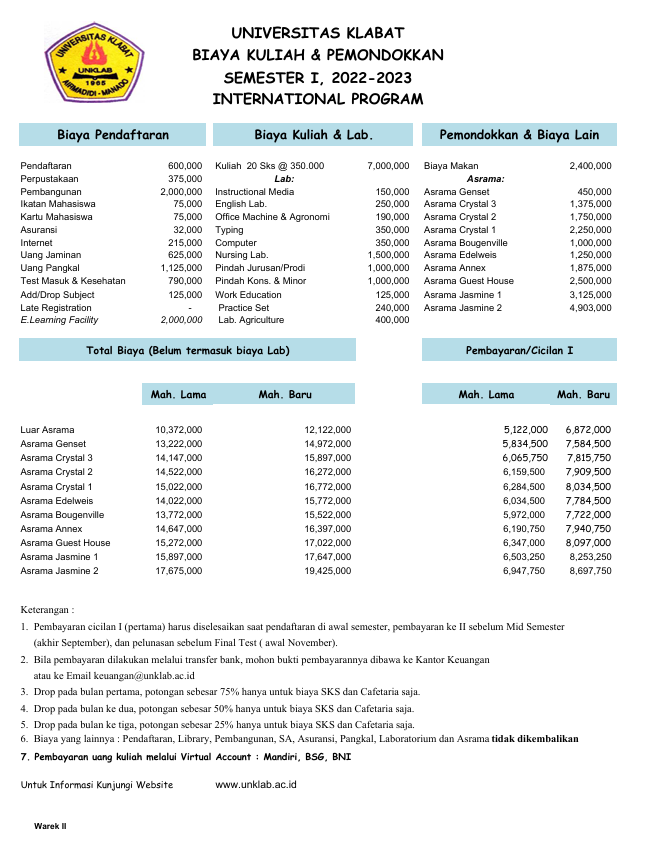 UNIVERSITAS KLABAT
UNKLAB
1965
AIRMADIDI - MANADO
UNIVERSITAS KLABAT
BIAYA KULIAH & PEMONDOKKAN
SEMESTER I, 2022-2023
INTERNATIONAL PROGRAM
Biaya Pendaftaran
Pendaftaran 600,000
Perpustakaan 375,000
Pembangunan 2,000,000
Ikatan Mahasiswa 75,000
Kartu Mahasiswa 75,000
Asuransi 32,000
Internet 215,000
Uang Jaminan 625,000
Uang Pangkal 1,125,000
Test Masuk & Kesehatan 790,000
Add/Drop Subject 125,000
Late Registration -
E.Learning Facility 2,000,000
Biaya Kuliah & Lab.
Kuliah 20 Sks @ 350.000 7,000,000
Lab:
Instructional Media 150,000
English Lab. 250,000
Office Machine & Agronomi 190,000
Typing 350,000
Computer 350,000
Nursing Lab. 1,500,000
Pindah Jurusan/Prodi 1,000,000
Pindah Kons. & Minor 1,000,000
Work Education 125,000
Practice Set 240,000
Lab. Agriculture 400,000
Pemondokkan & Biaya Lain
Biaya Makan 2,400,000
Asrama:
Asrama Genset 450,000
Asrama Crystal 3 1,375,000
Asrama Crystal 2 1,750,000
Asrama Crystal 1 2,250,000
Asrama Bougenville 1,000,000
Asrama Edelweis 1,250,000
Asrama Annex 1,875,000
Asrama Guest House 2,500,000
Asrama Jasmine 1 3,125,000
Asrama Jasmine 2 4,903,000
Total Biaya (Belum termasuk biaya Lab) Pembayaran/Cicilan I
Mah. Lama Mah. Baru Mah. Lama Mah. Baru
Luar Asrama 10,372,000 12,122,000 5,122,000 6,872,000
Asrama Genset 13,222,000 14,972,000 5,834,500 7,584,500
Asrama Crystal 3 14,147,000 15,897,000 6,065,750 7,815,750
Asrama Crystal 2 14,522,000 16,272,000 6,159,500 7,909,500
Asrama Crystal 1 15,022,000 16,772,000 6,284,500 8,034,500
Asrama Edelweis 14,022,000 15,772,000 6,034,500 7,784,500
Asrama Bougenville 13,772,000 15,522,000 5,972,000 7,722,000
Asrama Annex 14,647,000 16,397,000 6,190,750 7,940,750
Asrama Guest House 15,272,000 17,022,000 6,347,000 8,097,000
Asrama Jasmine 1 15,897,000 17,647,000 6,503,250 8,253,250
Asrama Jasmine 2 17,675,000 19,425,000 6,947,750 8,697,750
Keterangan :
1. Pembayaran cicilan I (pertama) harus diselesaikan saat pendaftaran di awal semester, pembayaran ke II sebelum Mid Semester
(akhir September), dan pelunasan sebelum Final Test ( awal November).
2. Bila pembayaran dilakukan melalui transfer bank, mohon bukti pembayarannya dibawa ke Kantor Keuangan
atau ke Email keuangan@unklab.ac.id
3. Drop pada bulan pertama, potongan sebesar 75% hanya untuk biaya SKS dan Cafetaria saja.
4. Drop pada bulan ke dua, potongan sebesar 50% hanya untuk biaya SKS dan Cafetaria saja.
5. Drop pada bulan ke tiga, potongan sebesar 25% hanya untuk biaya SKS dan Cafetaria saja.
6. Biaya yang lainnya : Pendaftaran, Library, Pembangunan, SA, Asuransi, Pangkal, Laboratorium dan Asrama tidak dikembalikan
7. Pembayaran uang kuliah melalui Virtual Account : Mandiri, BSG, BNI
Untuk Informasi Kunjungi Website www.unklab.ac.id
Warek II